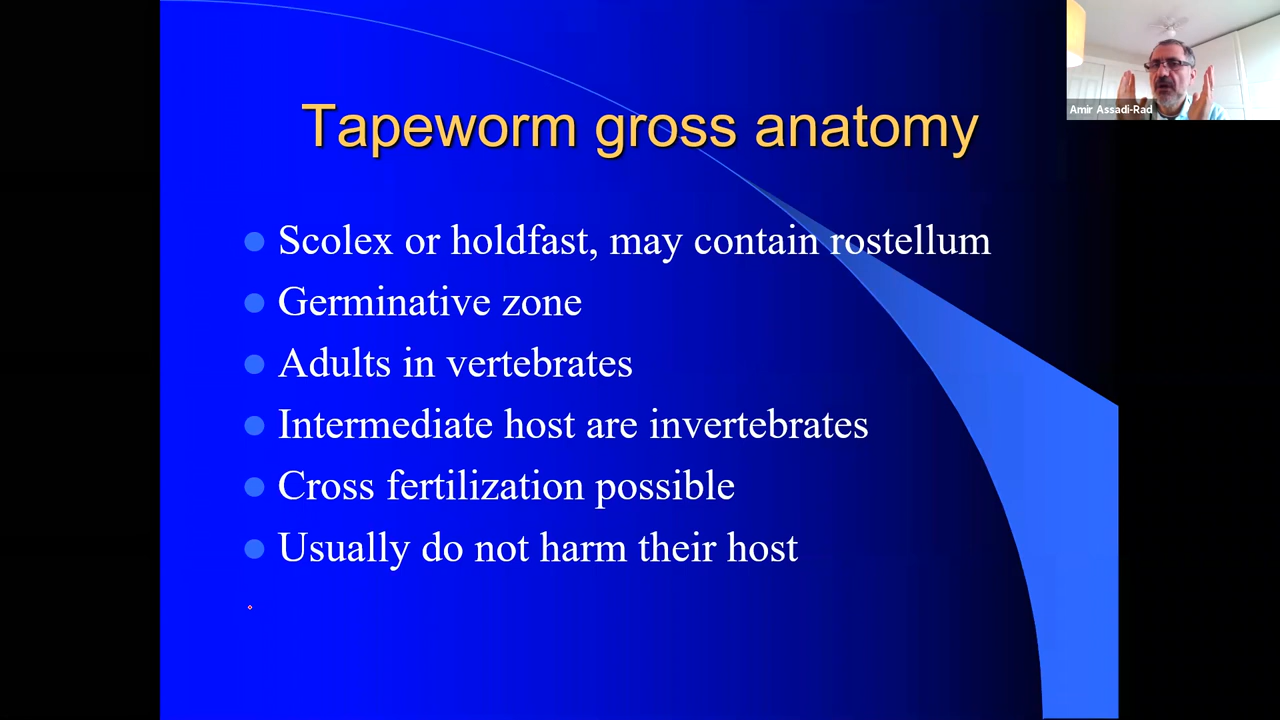 Tapeworm gross anatomy
Scolex or holdfast, may contain rostellum
Germinative zone
Adults in vertebrates
Intermediate host are invertebrates
Cross fertilization possible
Usually do not harm their host
Amir Assadi-Rad